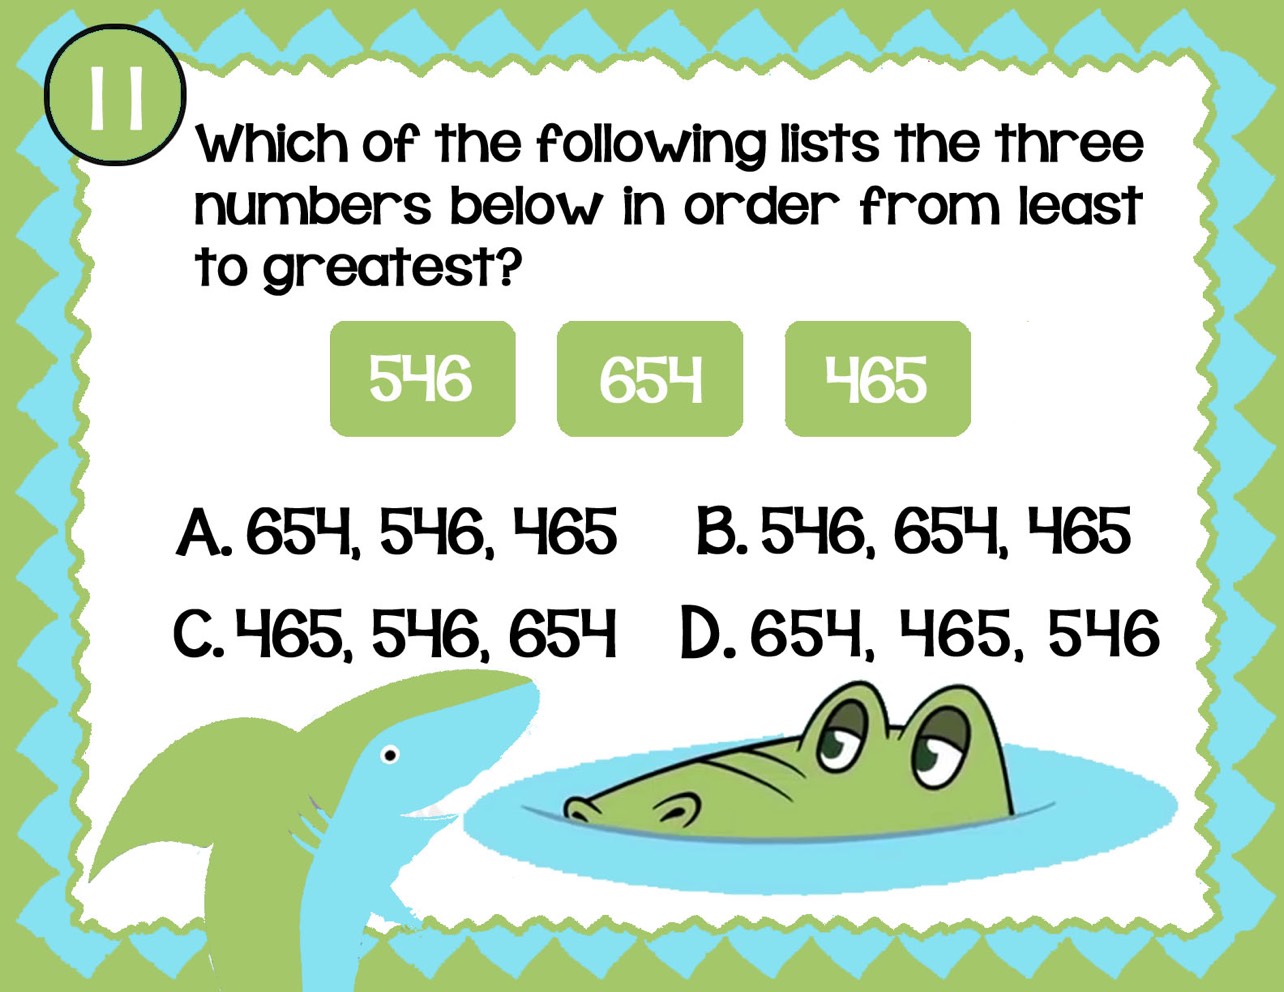 11
Which of the following lists the three
numbers below in order from least
to greatest?
546 654 465
A. 654, 546, 465 B. 546, 654, 465
C. 465, 546, 654 D. 654, 465, 546